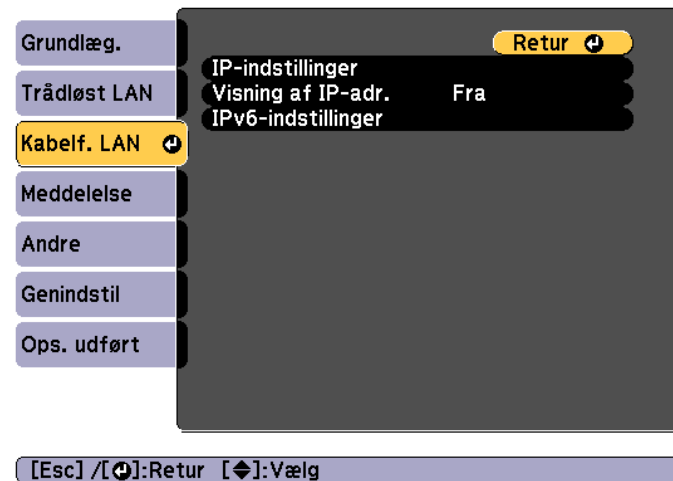 Grundlæg.
Trådløst LAN
Kabelf. LAN
Meddelelse
Andre
Genindstil
Ops. udført
Retur
IP-indstillinger
Visning af IP-adr. Fra
IPv6-indstillinger
[Esc] /[⏎]:Retur [◆]:Vælg